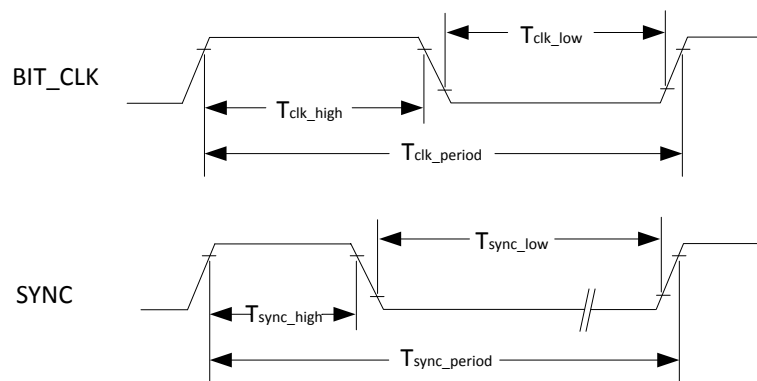 BIT_CLK
Tclk_low
Tclk_high
Tclk_period
SYNC
Tsync_low
Tsync_high
Tsync_period